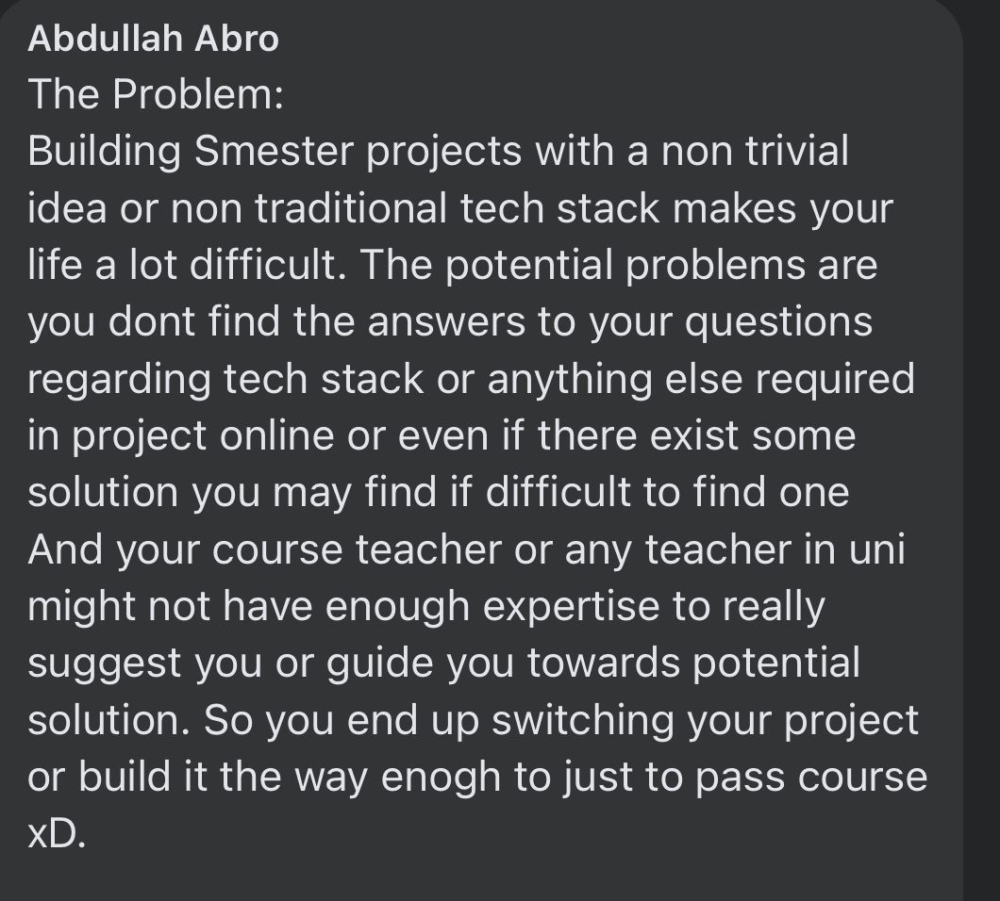 Abdullah Abro
The Problem:
Building Smester projects with a non trivial
idea or non traditional tech stack makes your
life a lot difficult. The potential problems are
you dont find the answers to your questions
regarding tech stack or anything else required
in project online or even if there exist some
solution you may find if difficult to find one
And your course teacher or any teacher in uni
might not have enough expertise to really
suggest you or guide you towards potential
solution. So you end up switching your project
or build it the way enogh to just to pass course
xD.